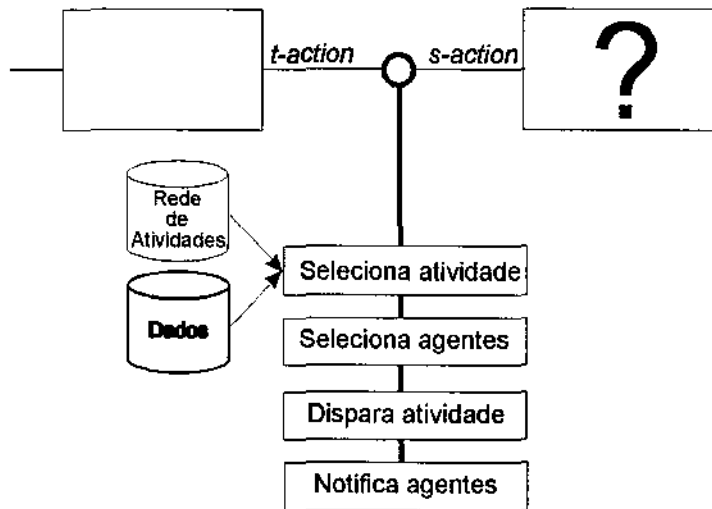 t-action
s-action
?
Rede
de
Atividades
Dados
Seleciona atividade
Seleciona agentes
Dispara atividade
Notifica agentes